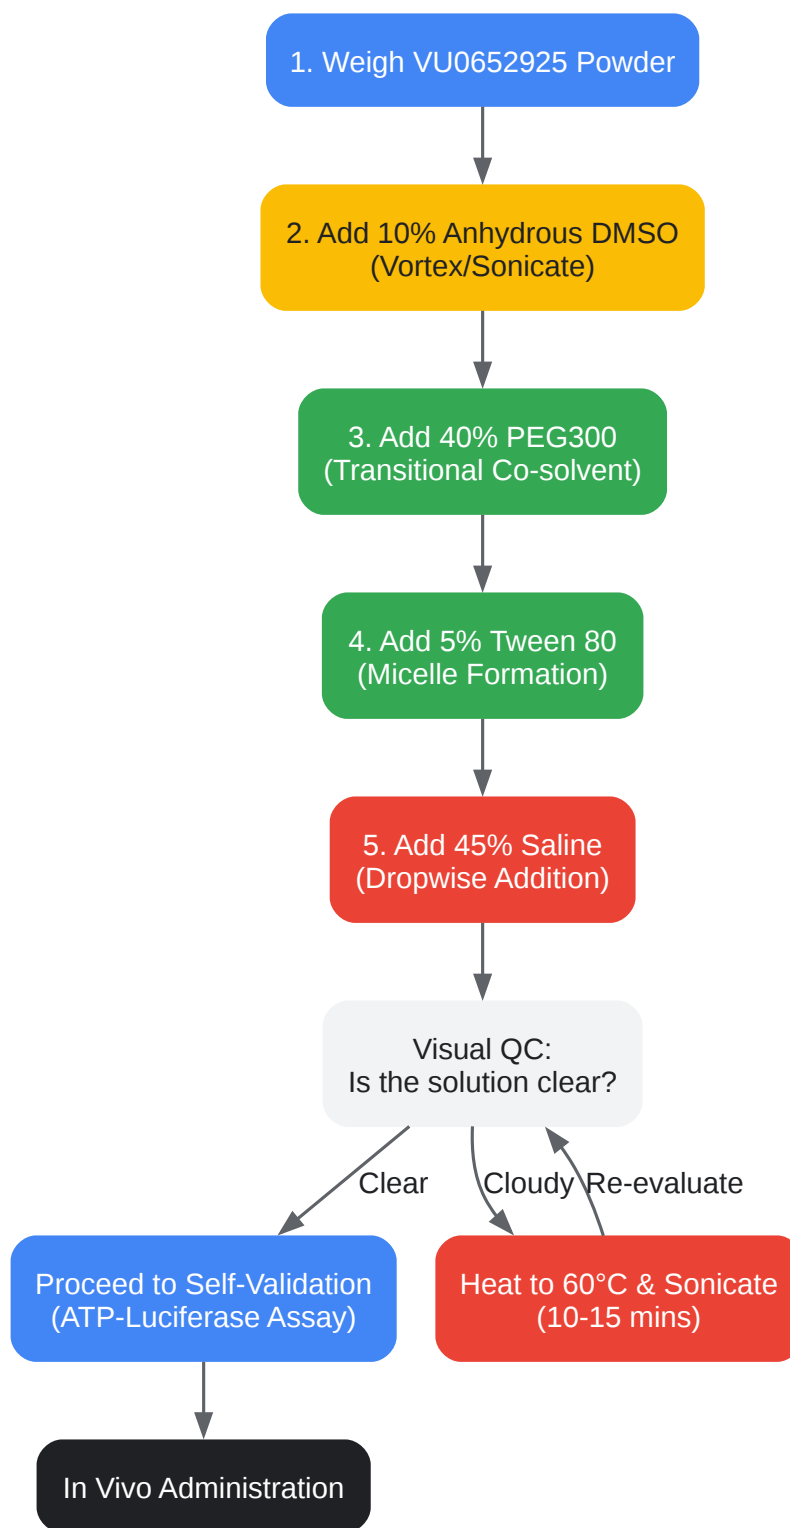 1. Weigh VU0652925 Powder
2. Add 10% Anhydrous DMSO
(Vortex/Sonicate)
3. Add 40% PEG300
(Transitional Co-solvent)
4. Add 5% Tween 80
(Micelle Formation)
5. Add 45% Saline
(Dropwise Addition)
Visual QC:
Is the solution clear?
Clear
Cloudy
Re-evaluate
Proceed to Self-Validation
(ATP-Luciferase Assay)
Heat to 60°C & Sonicate
(10-15 mins)
In Vivo Administration